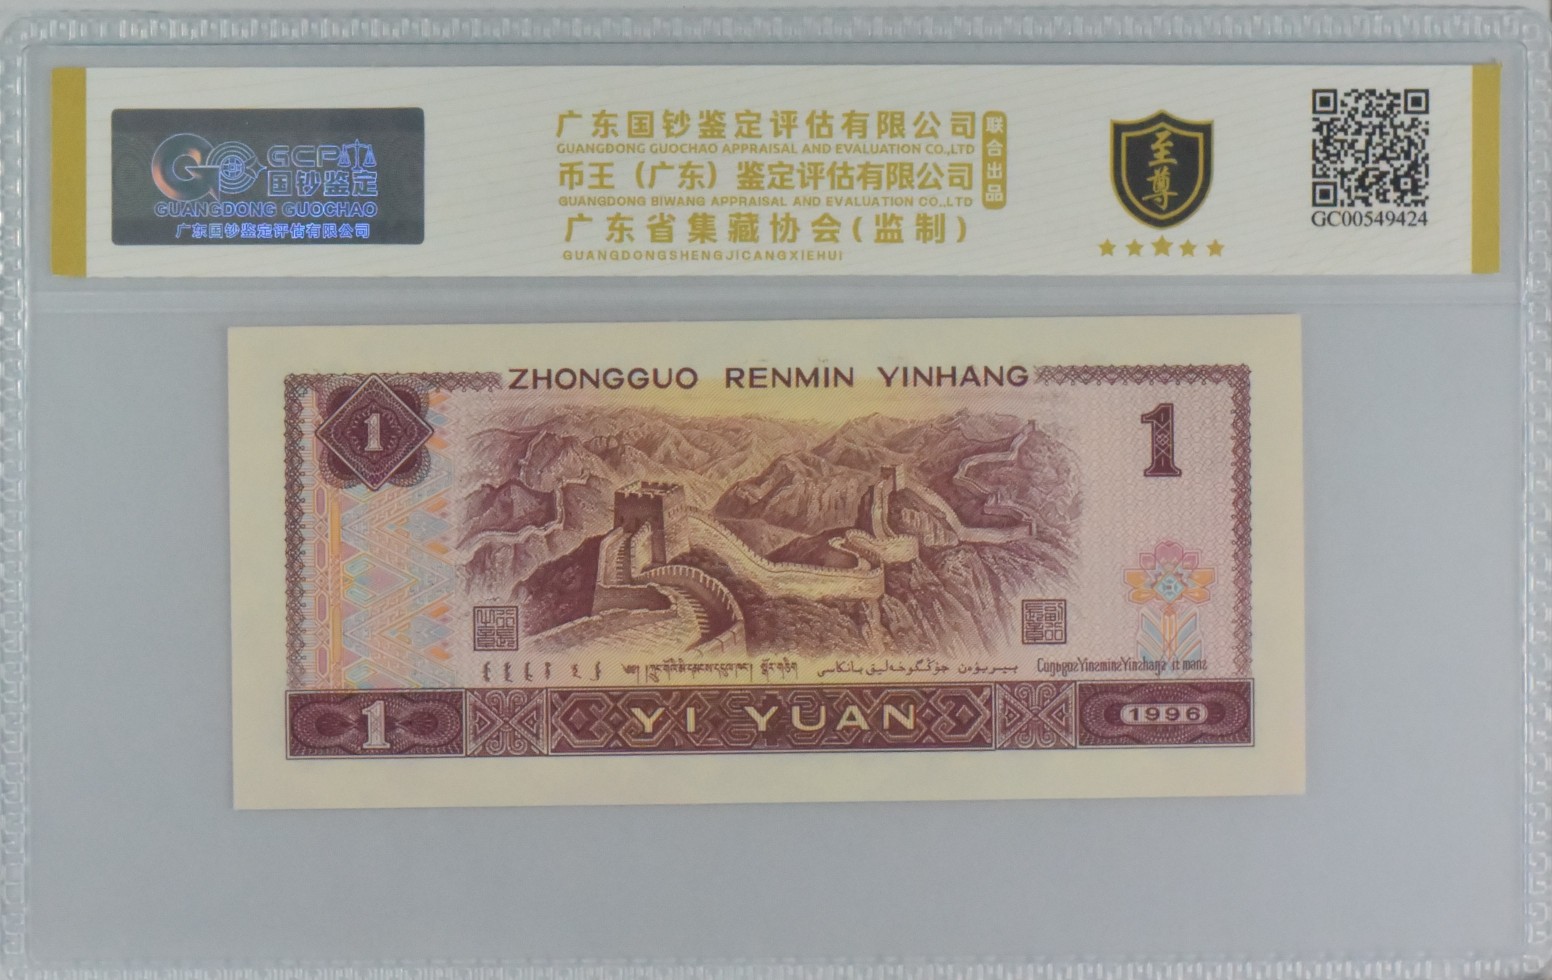 GCP
国钞鉴定
GUANGDONG GUOCHAO
广东国钞鉴定评估有限公司
广东国钞鉴定评估有限公司
GUANGDONG GUOCHAO APPRAISAL AND EVALUATION CO.,LTD
币王（广东）鉴定评估有限公司
GUANGDONG BIWANG APPRAISAL AND EVALUATION CO.,LTD
广东省集藏协会(监制)
GUANGDONGSHENGJICANGXIEHUI
联合出品
至尊
GC00549424
ZHONGGUO RENMIN YINHANG
1
1
1
YI YUAN
1996